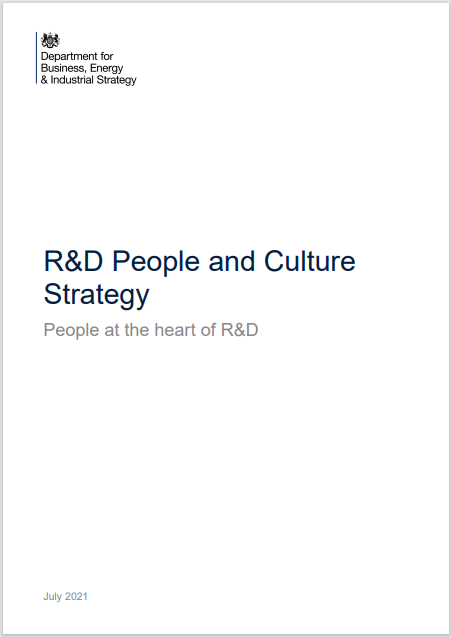 Department for
Business, Energy
& Industrial Strategy
R&D People and Culture
Strategy
People at the heart of R&D
July 2021